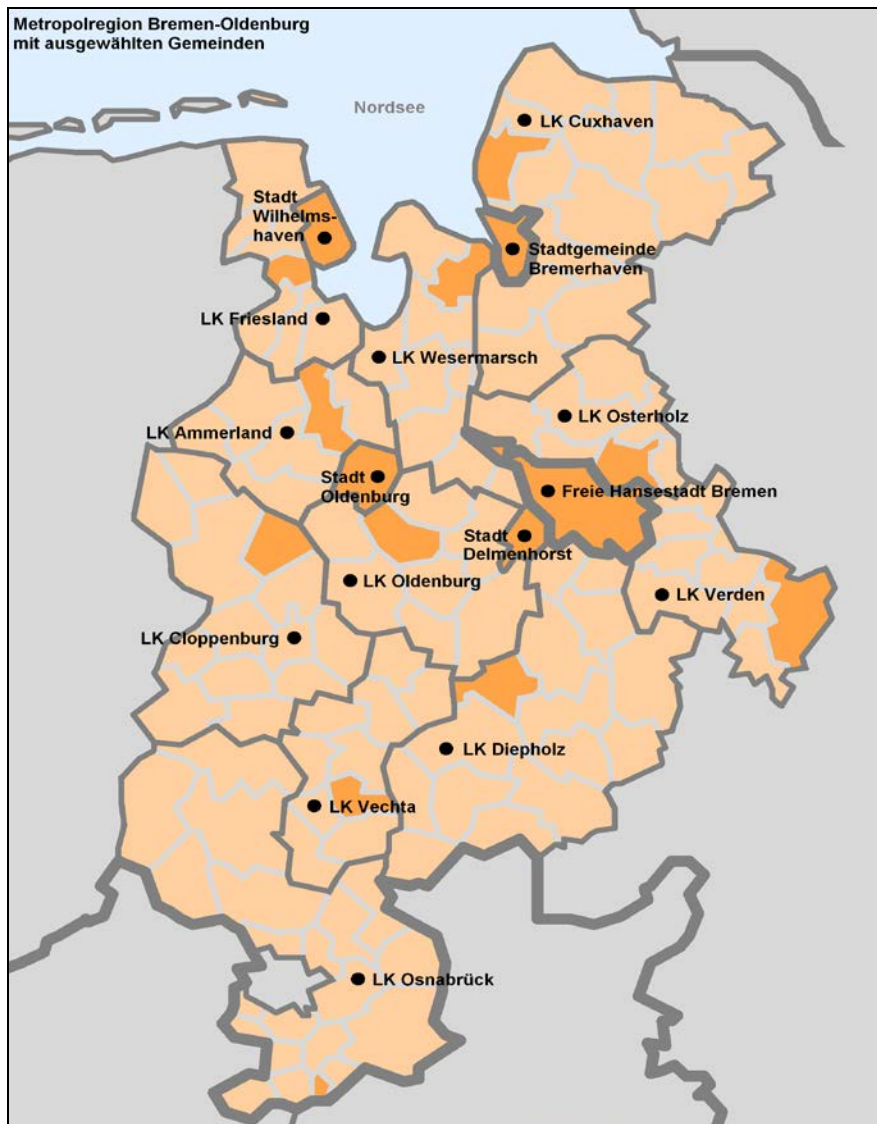 Metropolregion Bremen-Oldenburg
mit ausgewählten Gemeinden
Nordsee
LK Cuxhaven
Stadt
Wilhelms-
haven
Stadtgemeinde
Bremerhaven
LK Friesland
LK Wesermarsch
LK Osterholz
LK Ammerland
Stadt
Oldenburg
Freie Hansestadt Bremen
Stadt
Delmenhorst
LK Oldenburg
LK Verden
LK Cloppenburg
LK Diepholz
LK Vechta
LK Osnabrück